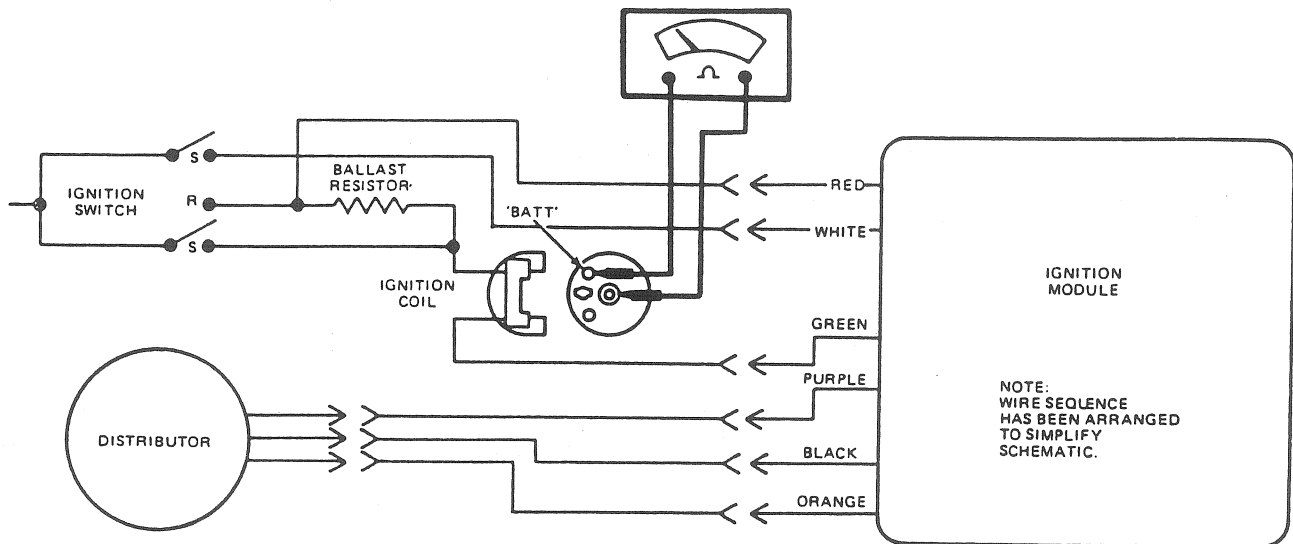 Ω
S
IGNITION
SWITCH
R
S
BALLAST
RESISTOR
'BATT'
IGNITION
COIL
RED
WHITE
GREEN
PURPLE
BLACK
ORANGE
IGNITION
MODULE
NOTE:
WIRE SEQUENCE
HAS BEEN ARRANGED
TO SIMPLIFY
SCHEMATIC.
DISTRIBUTOR